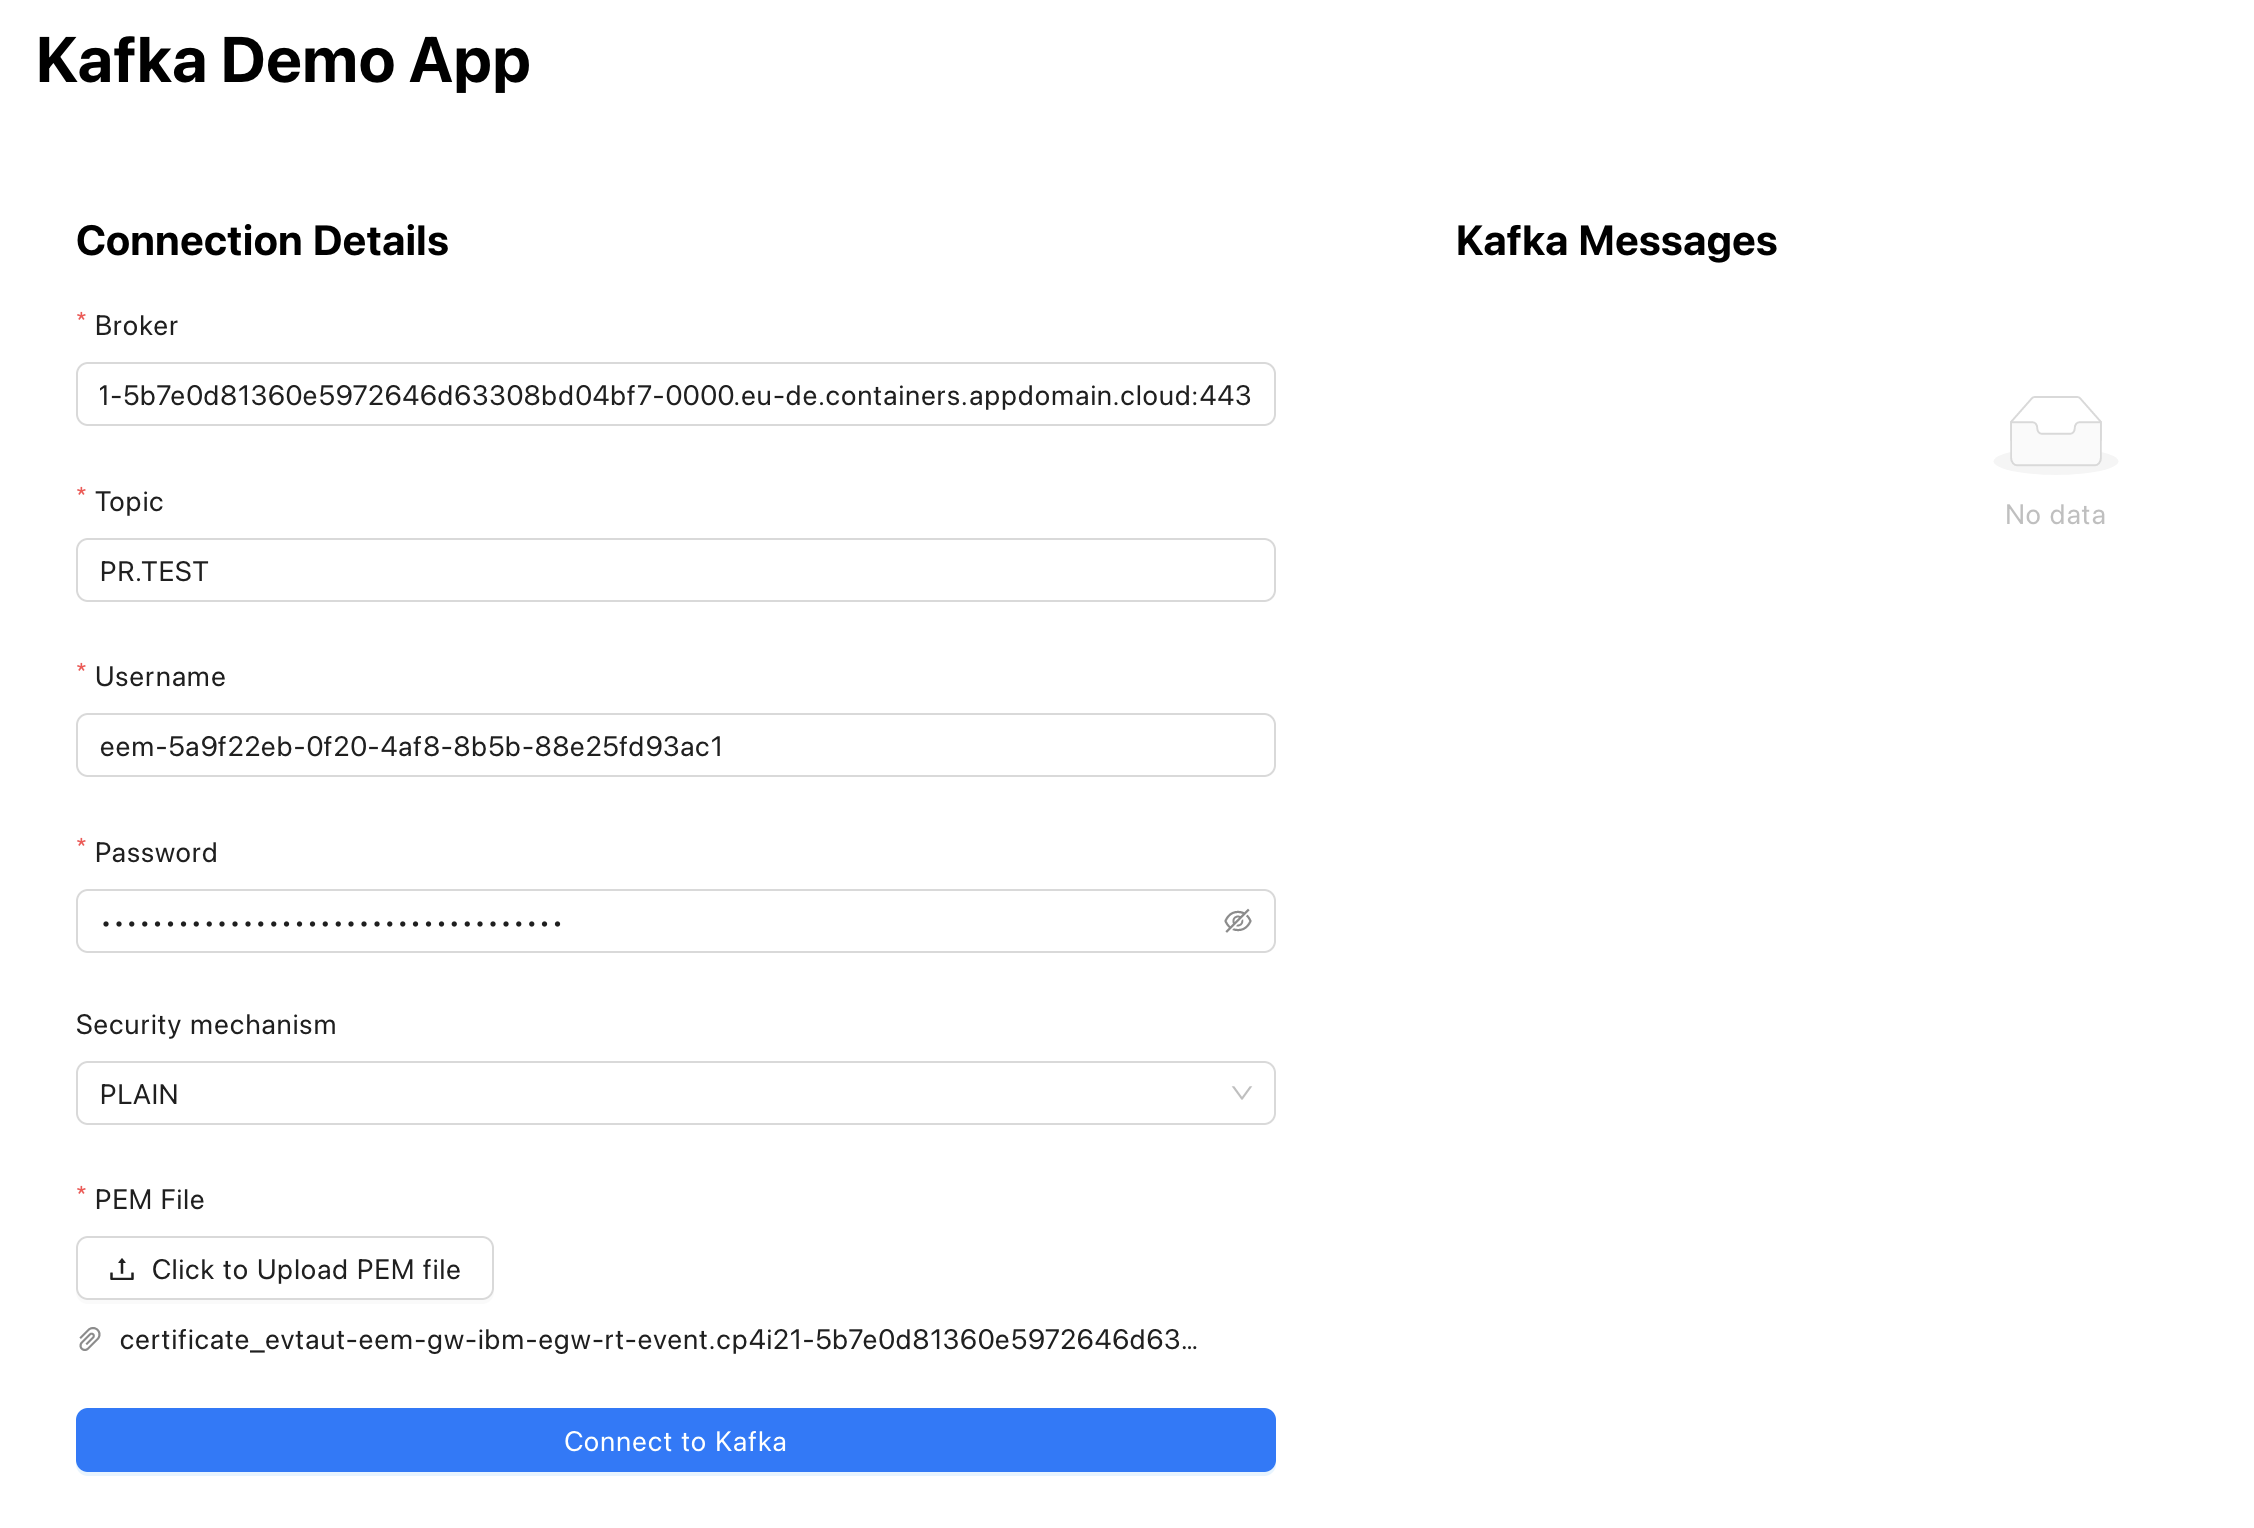 Kafka Demo App
Connection Details
* Broker
1-5b7e0d81360e5972646d63308bd04bf7-0000.eu-de.containers.appdomain.cloud:443
* Topic
PR.TEST
* Username
eem-5a9f22eb-0f20-4af8-8b5b-88e25fd93ac1
* Password
••••••••••••••••••••••••••••••••••••
Security mechanism
PLAIN
* PEM File
Click to Upload PEM file
certificate_evtaut-eem-gw-ibm-egw-rt-event.cp4i21-5b7e0d81360e5972646d63...
Connect to Kafka
Kafka Messages
No data